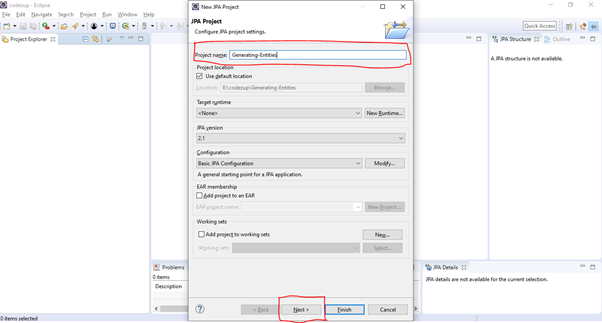 codezup - Eclipse
File Edit Navigate Search Project Run Window Help
Quick Access
Project Explorer
New JPA Project
JPA Project
Configure JPA project settings.
Project name: Generating-Entities
Project location
Use default location
Location: E:\codezup\Generating-Entities Browse...
Target runtime
<None> New Runtime...
JPA version
2.1
Configuration
Basic JPA Configuration Modify...
A general starting point for a JPA application.
EAR membership
Add project to an EAR
EAR project name: New Project...
Working sets
Add project to working sets New...
Working sets: Select...
< Back Next > Finish Cancel
JPA Structure Outline
A JPA structure is not available.
Problems
0 items
Description
JPA Details
JPA details are not available for the current selection.
0 items selected